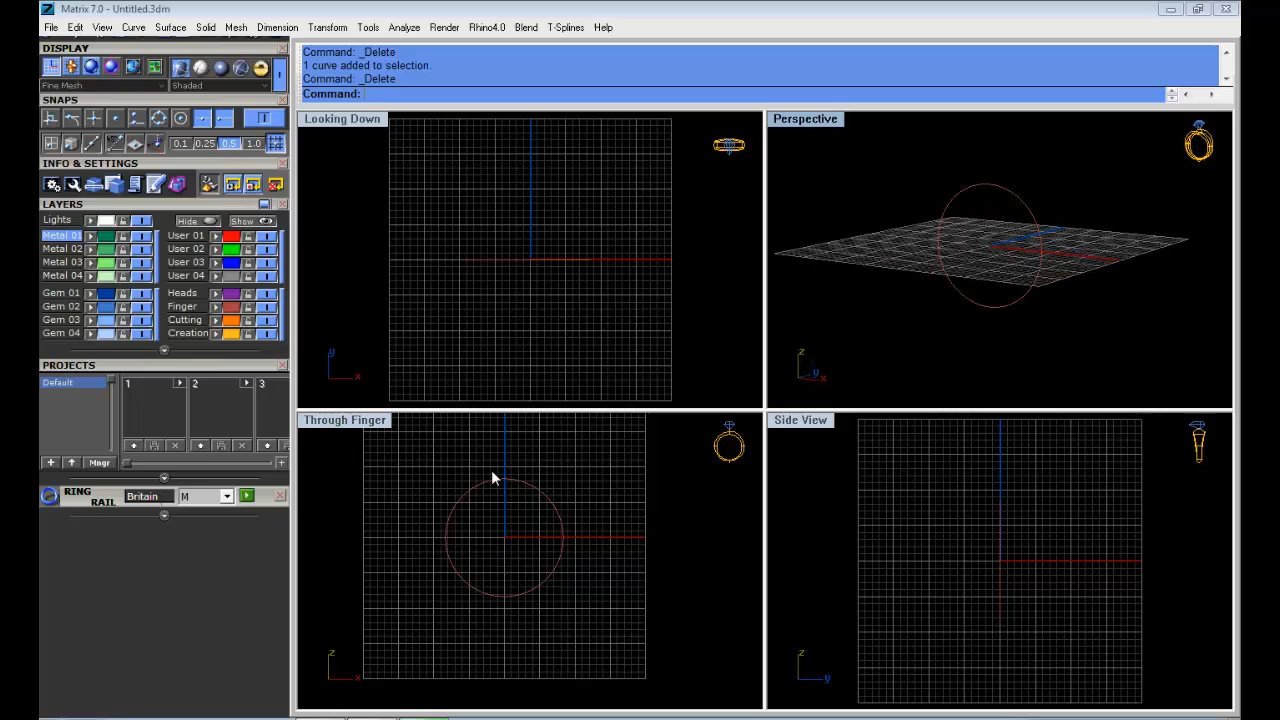 Matrix 7.0 - Untitled.3dm
File Edit View Curve Surface Solid Mesh Dimension Transform Tools Analyze Render Rhino4.0 Blend T-Splines Help
DISPLAY
Fine Mesh Shaded
SNAPS
0.1 0.25 0.5 1.0
INFO & SETTINGS
LAYERS
Lights Hide Show
Metal 01 User 01
Metal 02 User 02
Metal 03 User 03
Metal 04 User 04
Gem 01 Heads
Gem 02 Finger
Gem 03 Cutting
Gem 04 Creation
PROJECTS
Default 1 2 3
Mngr
RING RAIL Britain M
Command: _Delete
1 curve added to selection.
Command: _Delete
Command:
Looking Down
y
x
Perspective
z
y
x
Through Finger
z
x
Side View
z
y